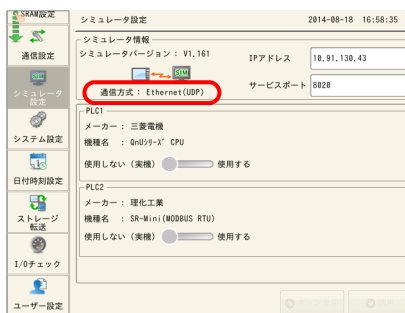 SRAM設定
シミュレータ設定
2014-08-18 16:58:35
通信設定
シミュレータ
設定
システム設定
日付時刻設定
ストレージ
転送
I/Oチェック
ユーザー設定
シミュレータ情報
シミュレータバージョン : V1.161
IPアドレス
10.91.130.43
SIM
SIM
通信方式 : Ethernet(UDP)
サービスポート
8020
PLC1
メーカー : 三菱電機
機種名 : QnUｼﾘｰｽﾞ CPU
使用しない (実機)
使用する
PLC2
メーカー : 理化工業
機種名 : SR-Mini(MODBUS RTU)
使用しない (実機)
使用する